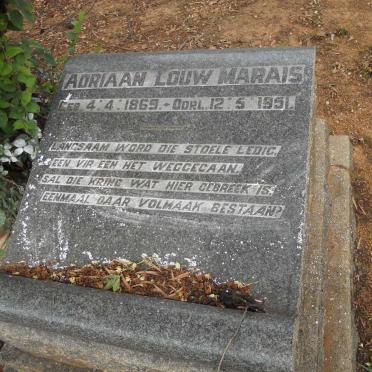 ADRIAAN LOUW MARAIS
GEB 4.4.1869 - OORL. 12.5.1951.
LANGSAAM WORD DIE STOELE LEDIG,
EEN VIR EEN HET WEGGEGAAN.
SAL DIE KRING WAT HIER GEBREEK IS
EENMAAL DAAR VOLMAAK BESTAAN?